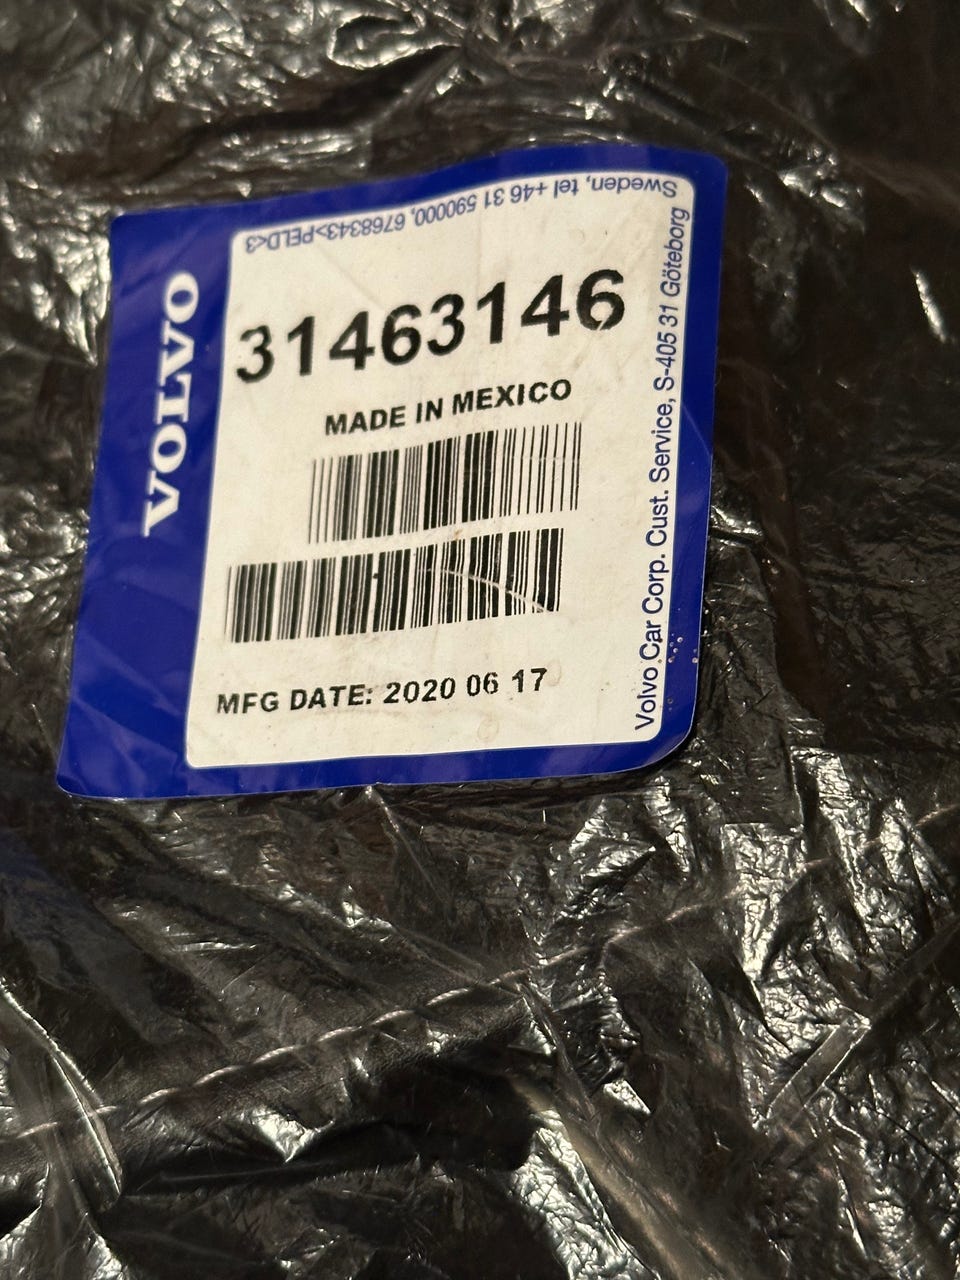 VOLVO
31463146
MADE IN MEXICO
MFG DATE: 2020 06 17
Volvo Car Corp. Cust. Service, S-405 31 Göteborg
Sweden, tel +46 31 590000, 6768343>PELD<3